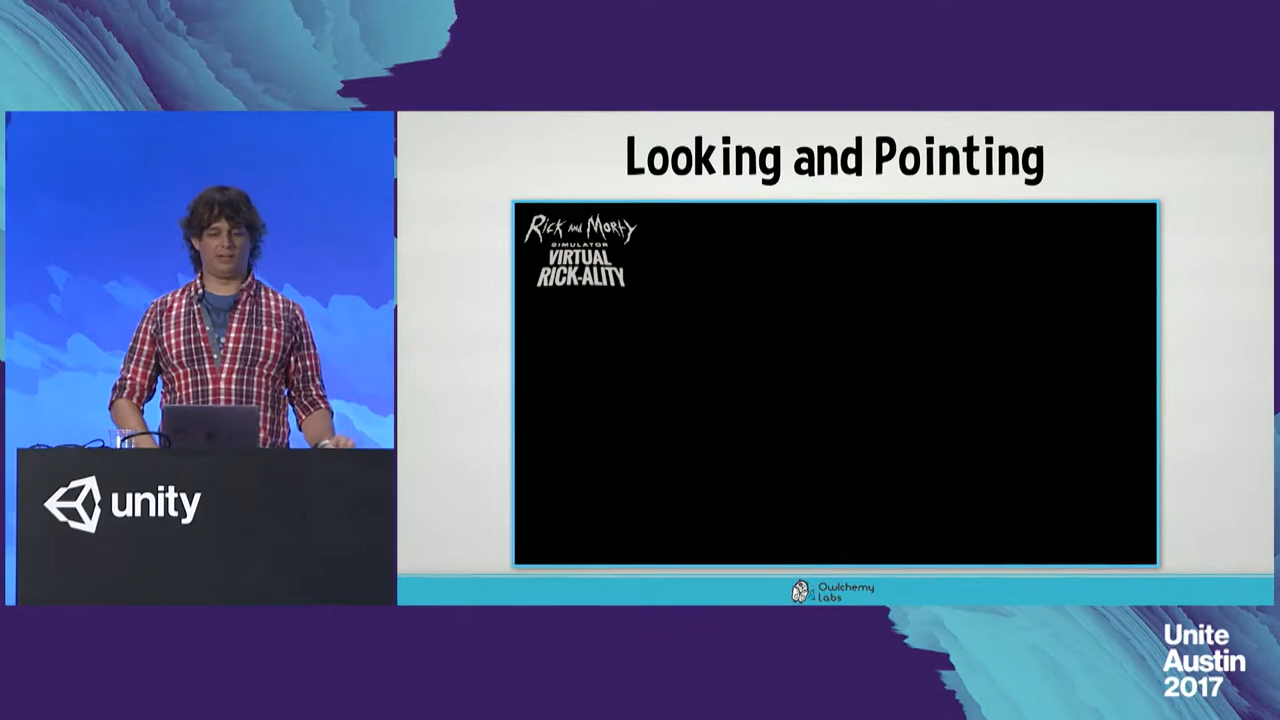 Looking and Pointing
Rick and Morty
SIMULATOR
VIRTUAL
RICK-ALITY
unity
Owlchemy
Labs
Unite
Austin
2017